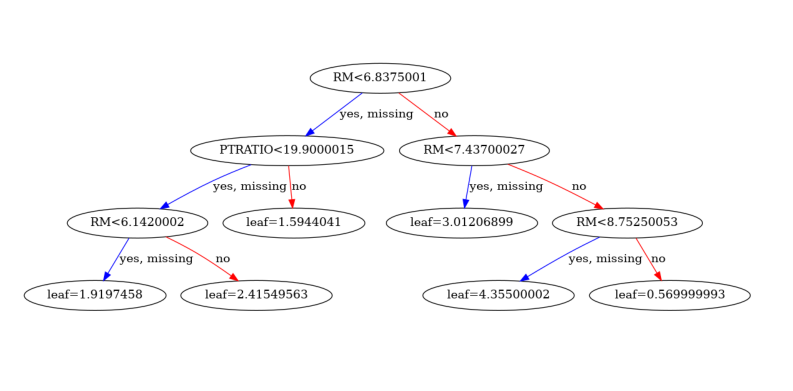 RM<6.8375001
yes, missing
no
PTRATIO<19.9000015
RM<7.43700027
yes, missing
no
yes, missing
no
RM<6.1420002
leaf=1.5944041
leaf=3.01206899
RM<8.75250053
yes, missing
no
yes, missing
no
leaf=1.9197458
leaf=2.41549563
leaf=4.35500002
leaf=0.569999993